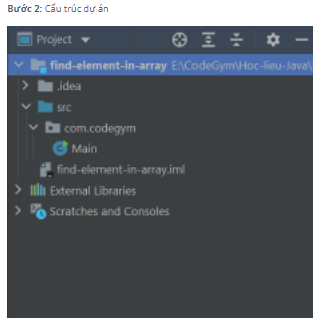 Bước 2: Cấu trúc dự án
Project
find-element-in-array E:\CodeGym\Hoc-lieu-Java\
.idea
src
com.codegym
Main
find-element-in-array.iml
External Libraries
Scratches and Consoles